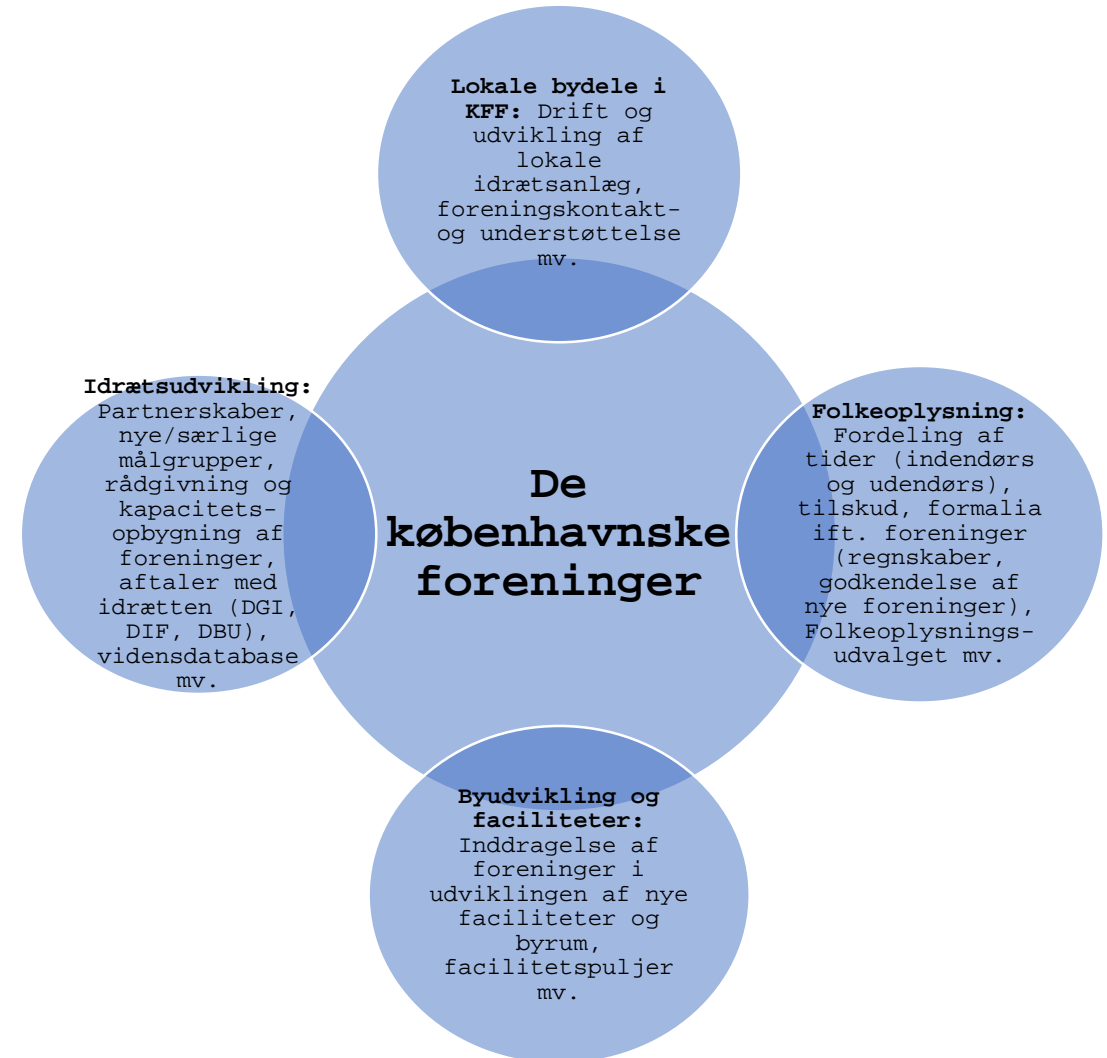 Lokale bydele i
KFF: Drift og
udvikling af
lokale
idrætsanlæg,
foreningskontakt-
og understøttelse
mv.
Idrætsudvikling:
Partnerskaber,
nye/særlige
målgrupper,
rådgivning og
kapacitets-
opbygning af
foreninger,
aftaler med
idrætten (DGI,
DIF, DBU),
vidensdatabase
mv.
De
københavnske
foreninger
Folkeoplysning:
Fordeling af
tider (indendørs
og udendørs),
tilskud, formalia
ift. foreninger
(regnskaber,
godkendelse af
nye foreninger),
Folkeoplysnings-
udvalget mv.
Byudvikling og
faciliteter:
Inddragelse af
foreninger i
udviklingen af nye
faciliteter og
byrum,
facilitetspuljer
mv.